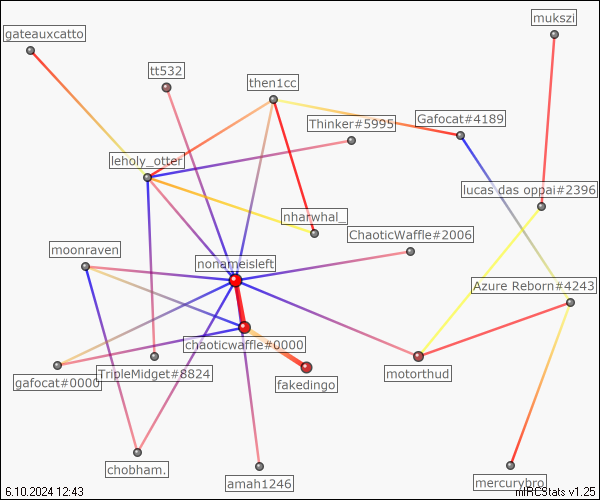 mukszi
gateauxcatto
tt532
then1cc
Thinker#5995
Gafocat#4189
leholy_otter
lucas das oppai#2396
nharwhal_
ChaoticWaffle#2006
moonraven
nonameisleft
Azure Reborn#4243
chaoticwaffle#0000
gafocat#0000
TripleMidget#8824
fakedingo
motorthud
chobham.
amah1246
mercurybro
6.10.2024 12:43
mIRCStats v1.25